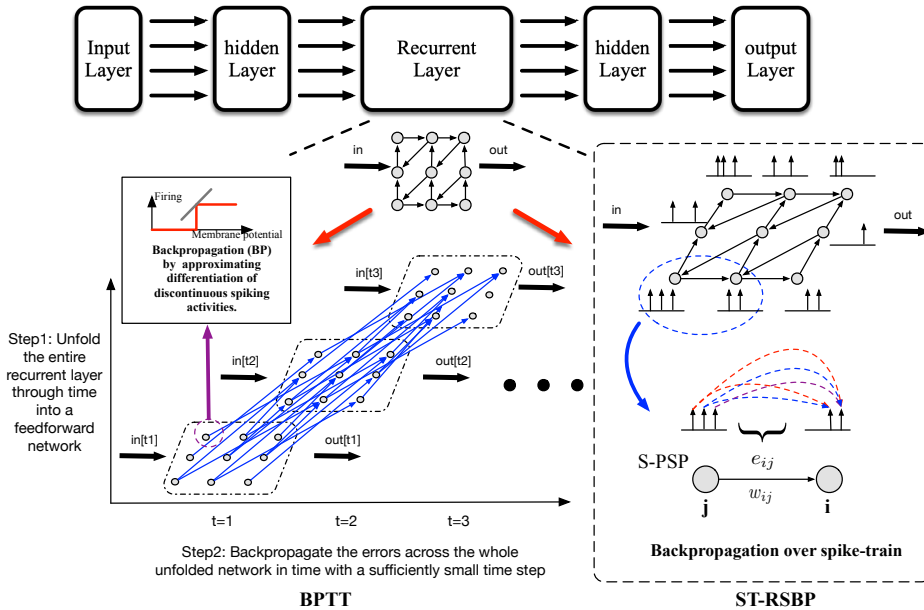 Input
Layer
hidden
Layer
Recurrent
Layer
hidden
Layer
output
Layer
in
out
Firing
Membrane potential
Backpropagation (BP)
by approximating
differentiation of
discontinuous spiking
activities.
in[t3]
out[t3]
Step1: Unfold
the entire
recurrent layer
through time
into a
feedforward
network
in[t2]
out[t2]
in[t1]
out[t1]
t=1
t=2
t=3
Step2: Backpropagate the errors across the whole
unfolded network in time with a sufficiently small time step
BPTT
in
out
S-PSP
e_{ij}
w_{ij}
j
i
Backpropagation over spike-train
ST-RSBP